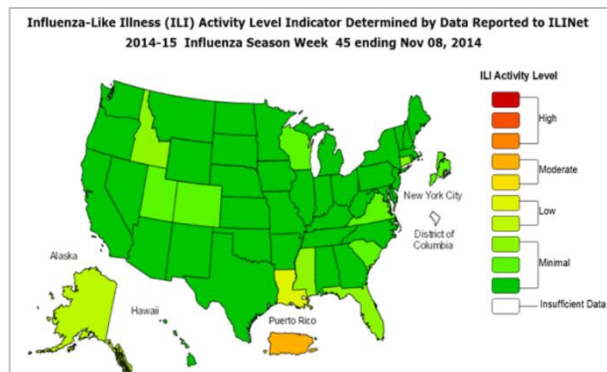 Influenza-Like Illness (ILI) Activity Level Indicator Determined by Data Reported to ILINet
2014-15 Influenza Season Week 45 ending Nov 08, 2014
ILI Activity Level
High
Moderate
Low
Minimal
Insufficient Data
New York City
District of
Columbia
Alaska
Hawaii
Puerto Rico